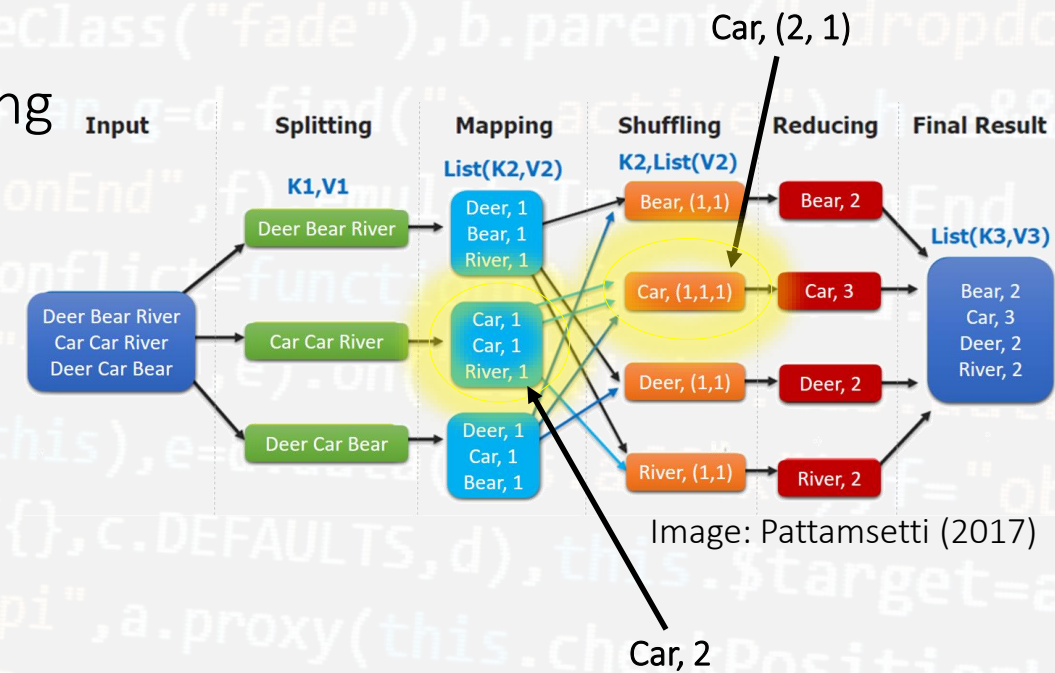 Car, (2, 1)
ng
Input
Splitting
Mapping
Shuffling
Reducing
Final Result
K1,V1
List(K2,V2)
K2,List(V2)
List(K3,V3)
Deer Bear River
Car Car River
Deer Car Bear
Deer Bear River
Car Car River
Deer Car Bear
Deer, 1
Bear, 1
River, 1
Car, 1
Car, 1
River, 1
Deer, 1
Car, 1
Bear, 1
Bear, (1,1)
Car, (1,1,1)
Deer, (1,1)
River, (1,1)
Bear, 2
Car, 3
Deer, 2
River, 2
Bear, 2
Car, 3
Deer, 2
River, 2
Image: Pattamsetti (2017)
Car, 2